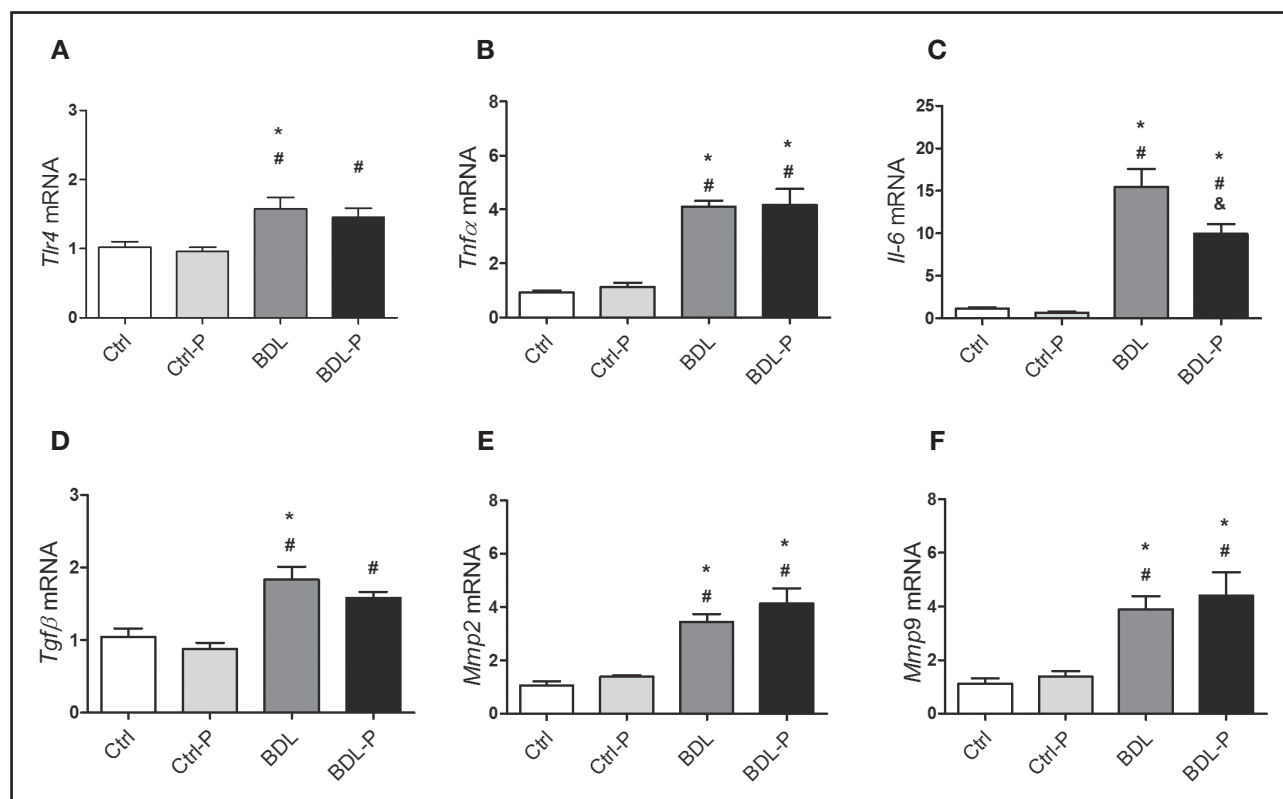 A
Tlr4 mRNA
3
2
1
0
*
#
#
Ctrl
Ctrl-P
BDL
BDL-P
B
Tnfα mRNA
8
6
4
2
0
*
#
*
#
Ctrl
Ctrl-P
BDL
BDL-P
C
Il-6 mRNA
25
20
15
10
5
0
*
#
*
#
&
Ctrl
Ctrl-P
BDL
BDL-P
D
Tgfβ mRNA
3
2
1
0
*
#
#
Ctrl
Ctrl-P
BDL
BDL-P
E
Mmp2 mRNA
8
6
4
2
0
*
#
*
#
Ctrl
Ctrl-P
BDL
BDL-P
F
Mmp9 mRNA
8
6
4
2
0
*
#
*
#
Ctrl
Ctrl-P
BDL
BDL-P